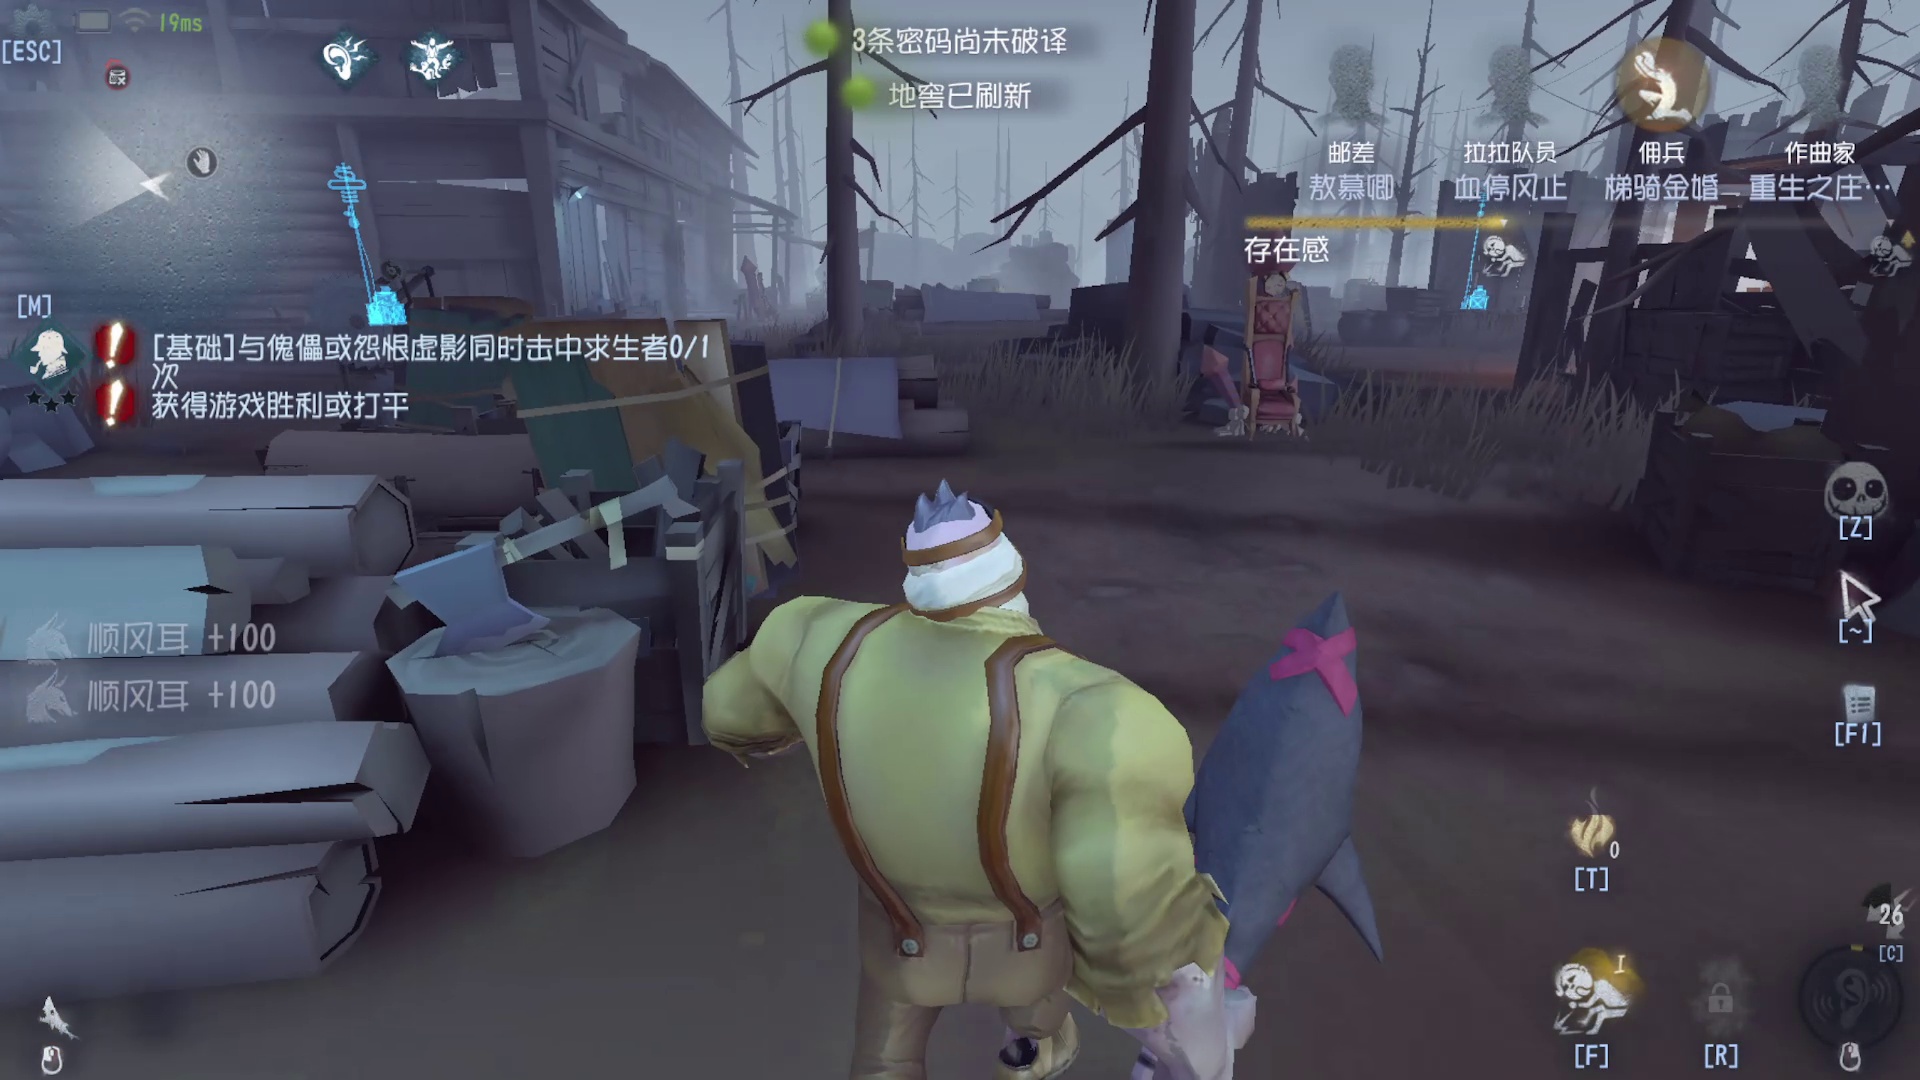 [ESC]
19ms
3条密码尚未破译
地窖已刷新
邮差
敖慕卿
拉拉队员
血停风止
佣兵
梯骑金婚
作曲家
重生之庄…
存在感
[M]
[基础]与傀儡或怨恨虚影同时击中求生者0/1
次
获得游戏胜利或打平
顺风耳 +100
顺风耳 +100
[Z]
[~]
[F1]
0
[T]
26
[C]
I
[F]
[R]